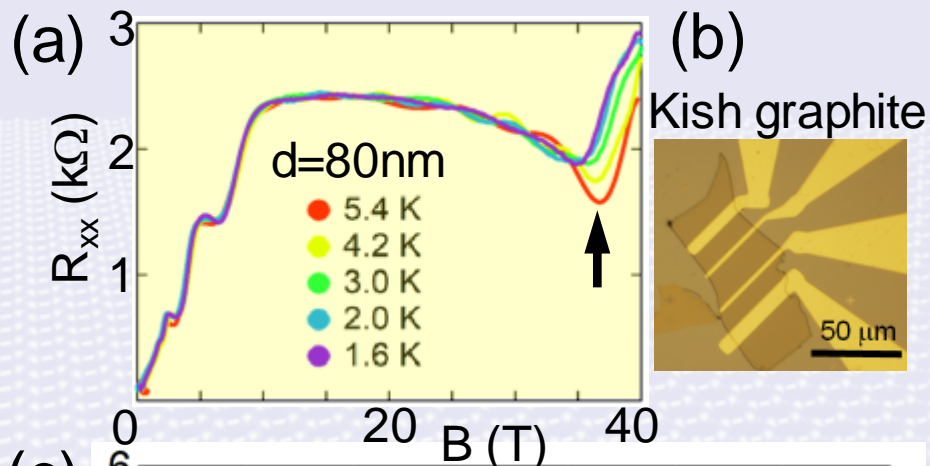 (a)
3
2
1
Rxx (kΩ)
d=80nm
5.4 K
4.2 K
3.0 K
2.0 K
1.6 K
0
20
40
B (T)
(b)
Kish graphite
50 μm
(c)
6